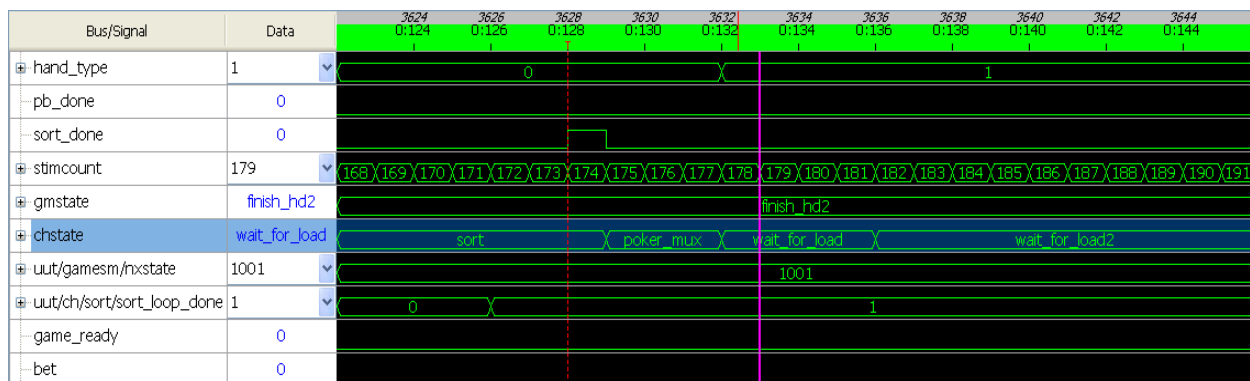 3624 3626 3628 3630 3632 3634 3636 3638 3640 3642 3644
Bus/Signal Data 0:124 0:126 0:128 0:130 0:132 0:134 0:136 0:138 0:140 0:142 0:144
hand_type 1 0 1
pb_done 0
sort_done 0
stimcount 179 168 169 170 171 172 173 174 175 176 177 178 179 180 181 182 183 184 185 186 187 188 189 190 191
gmstate finish_hd2 finish_hd2
chstate wait_for_load sort poker_mux wait_for_load wait_for_load2
uut/gamesm/nxstate 1001 1001
uut/ch/sort/sort_loop_done 1 0 1
game_ready 0
bet 0